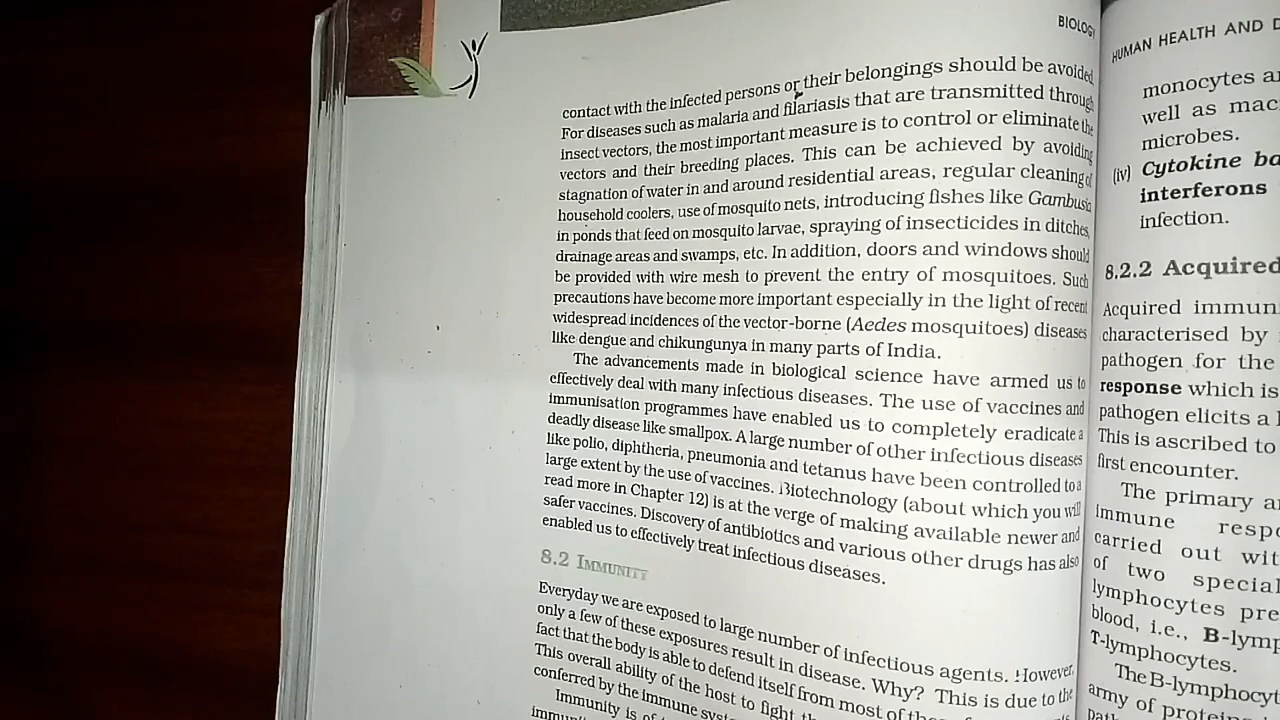 BIOLOGY
contact with the infected persons or their belongings should be avoided
For diseases such as malaria and filariasis that are transmitted through
insect vectors, the most important measure is to control or eliminate the
vectors and their breeding places. This can be achieved by avoiding
stagnation of water in and around residential areas, regular cleaning of
household coolers, use of mosquito nets, introducing fishes like Gambusia
in ponds that feed on mosquito larvae, spraying of insecticides in ditches,
drainage areas and swamps, etc. In addition, doors and windows should
be provided with wire mesh to prevent the entry of mosquitoes. Such
precautions have become more important especially in the light of recent
widespread incidences of the vector-borne (Aedes mosquitoes) diseases
like dengue and chikungunya in many parts of India.
The advancements made in biological science have armed us to
effectively deal with many infectious diseases. The use of vaccines and
immunisation programmes have enabled us to completely eradicate a
deadly disease like smallpox. A large number of other infectious diseases
like polio, diphtheria, pneumonia and tetanus have been controlled to a
large extent by the use of vaccines. Biotechnology (about which you will
read more in Chapter 12) is at the verge of making available newer and
safer vaccines. Discovery of antibiotics and various other drugs has also
enabled us to effectively treat infectious diseases.
8.2 IMMUNITY
Everyday we are exposed to large number of infectious agents. However,
only a few of these exposures result in disease. Why? This is due to the
fact that the body is able to defend itself from most of
This overall ability of the host to fight
conferred by the immune
Immunity is of
HUMAN HEALTH AND
monocytes
well as
microbes.
(iv) Cytokine
interferons
infection.
8.2.2 Acquired
Acquired
characterised by
pathogen for the
response which is
pathogen elicits a
This is ascribed to
first encounter.
The primary
immune
carried out
of two
lymphocytes
blood, i.e.,
T-lymphocytes.
The
army of